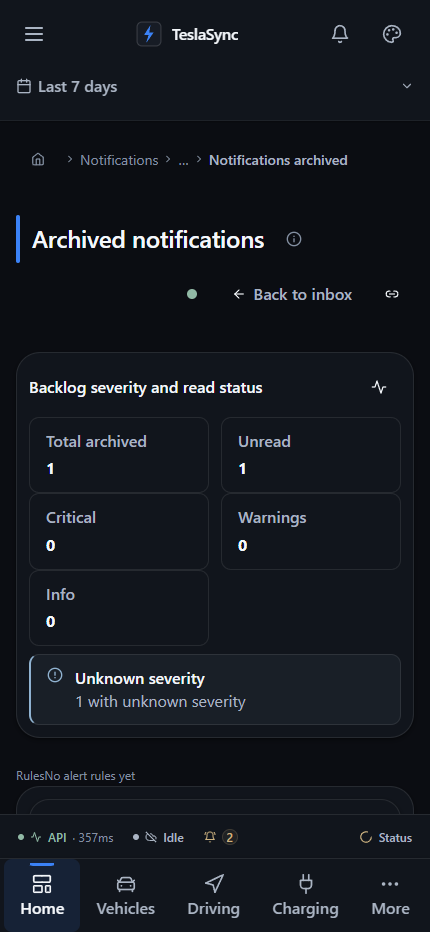 TeslaSync
Last 7 days
Notifications
...
Notifications archived
Archived notifications
Back to inbox
Backlog severity and read status
Total archived
1
Unread
1
Critical
0
Warnings
0
Info
0
Unknown severity
1 with unknown severity
RulesNo alert rules yet
API · 357ms
Idle
2
Status
Home
Vehicles
Driving
Charging
More